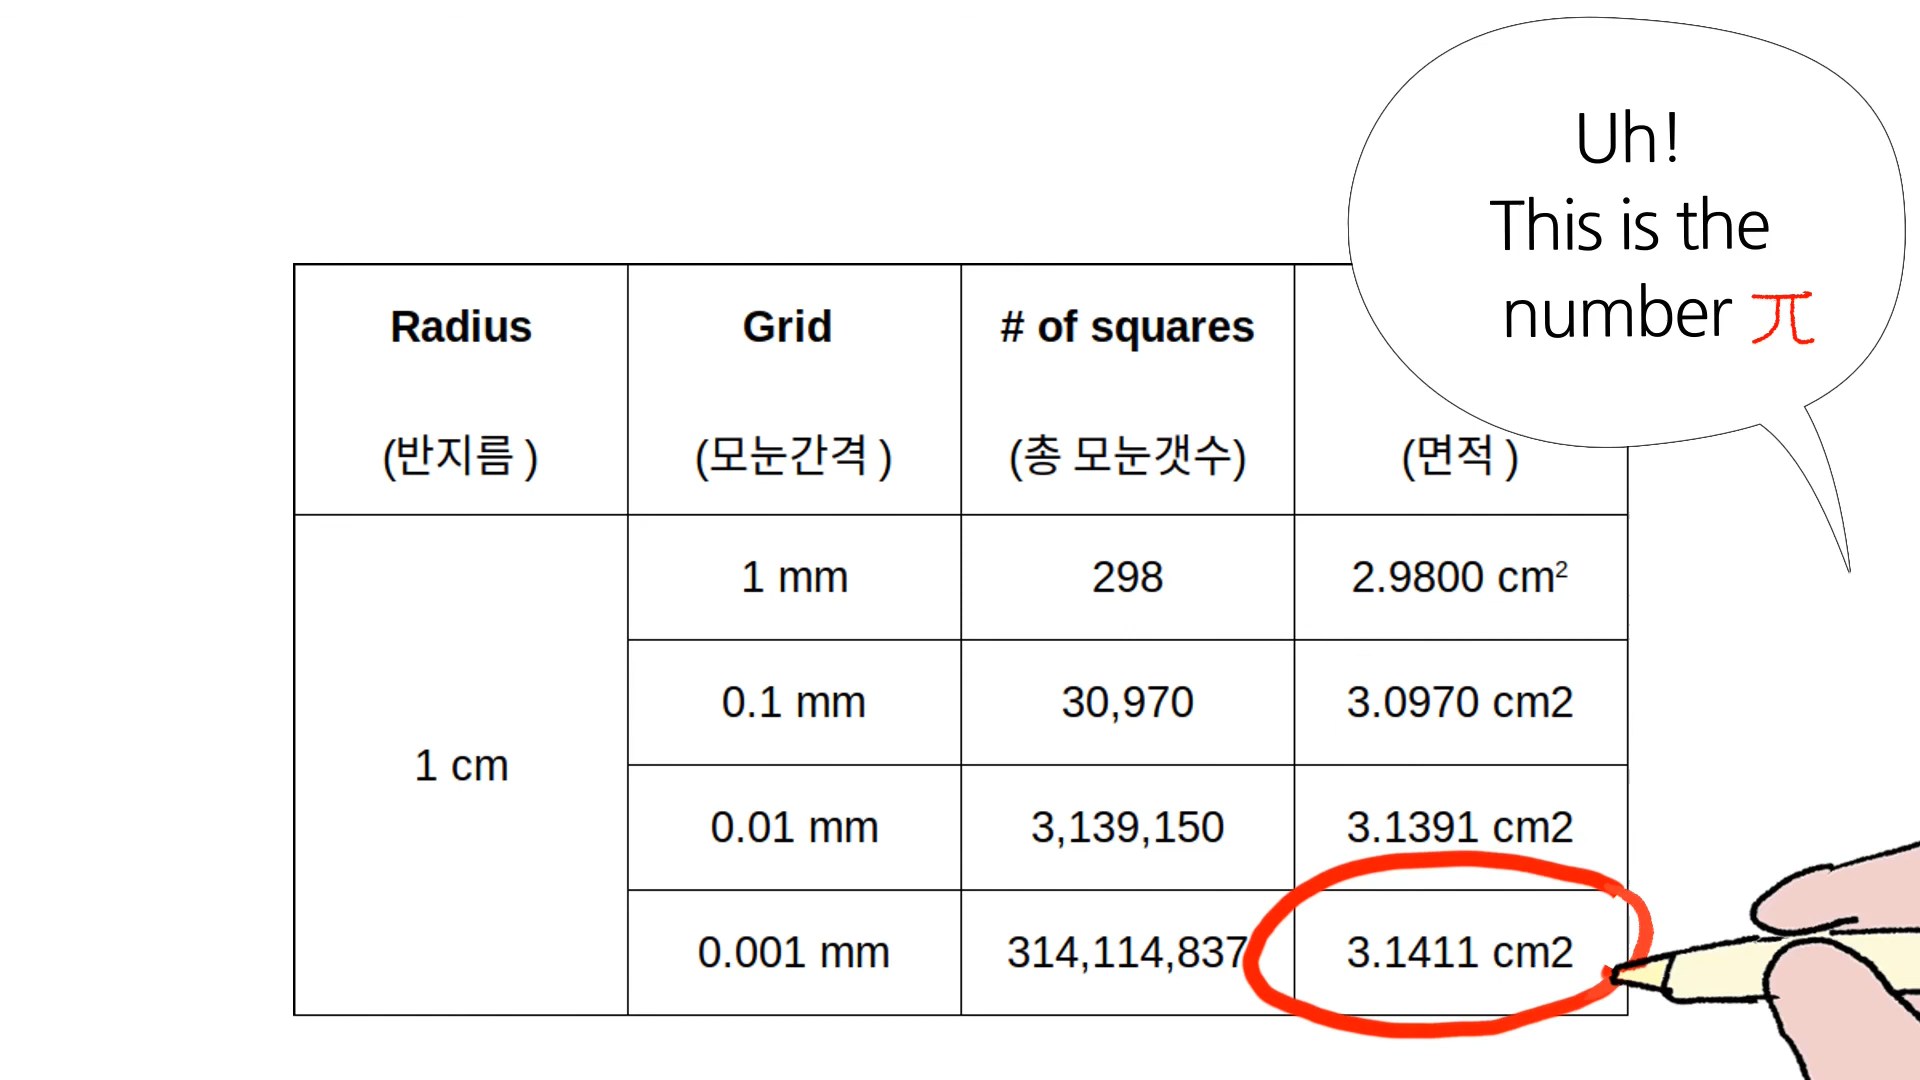 Uh!
This is the
number π
Radius
(반지름 )
Grid
(모눈간격 )
# of squares
(총 모눈갯수)
(면적 )
1 cm
1 mm
298
2.9800 cm²
0.1 mm
30,970
3.0970 cm2
0.01 mm
3,139,150
3.1391 cm2
0.001 mm
314,114,837
3.1411 cm2